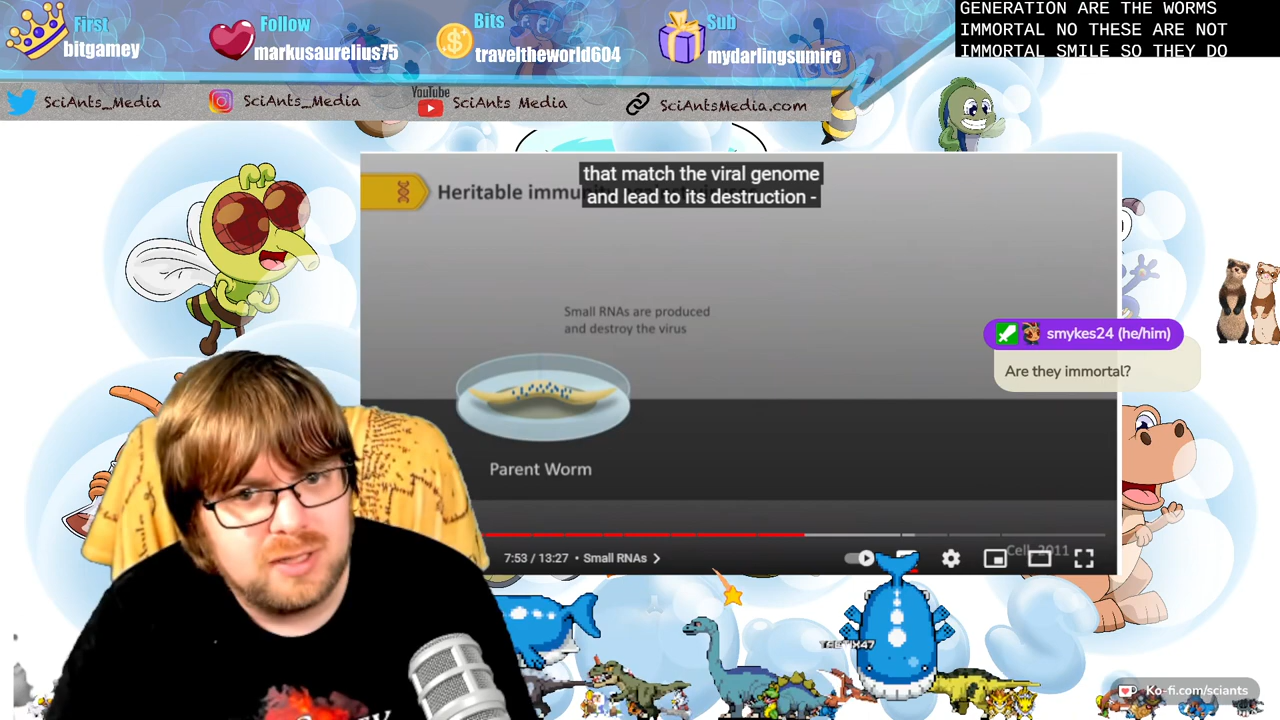 First
bitgamey
Follow
markusaurelius75
Bits
traveltheworld604
Sub
mydarlingsumire
GENERATION ARE THE WORMS
IMMORTAL NO THESE ARE NOT
IMMORTAL SMILE SO THEY DO
SciAnts_Media
SciAnts_Media
YouTube
SciAnts Media
SciAntsMedia.com
that match the viral genome
and lead to its destruction -
Heritable immu
Small RNAs are produced
and destroy the virus
smykes24 (he/him)
Are they immortal?
Parent Worm
7:53 / 13:27 • Small RNAs
Cell 2011
TACTIX47
Ko-fi.com/sciants